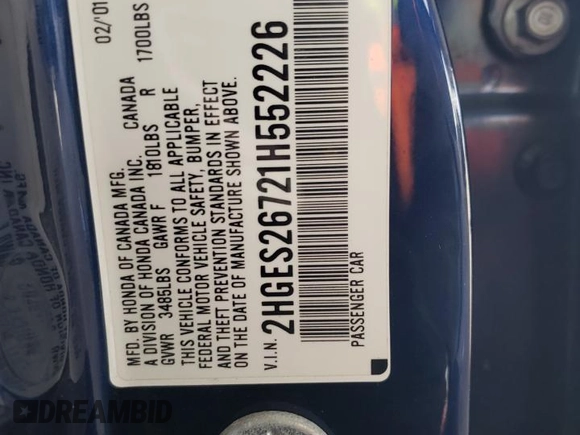 MFD. BY HONDA OF CANADA MFG. 02/01
A DIVISION OF HONDA CANADA INC. CANADA
GVWR 3485LBS GAWR F 1810LBS R 1700LBS
THIS VEHICLE CONFORMS TO ALL APPLICABLE
FEDERAL MOTOR VEHICLE SAFETY, BUMPER,
AND THEFT PREVENTION STANDARDS IN EFFECT
ON THE DATE OF MANUFACTURE SHOWN ABOVE.
V.I.N. 2HGES26721H552226
PASSENGER CAR
DREAMBID